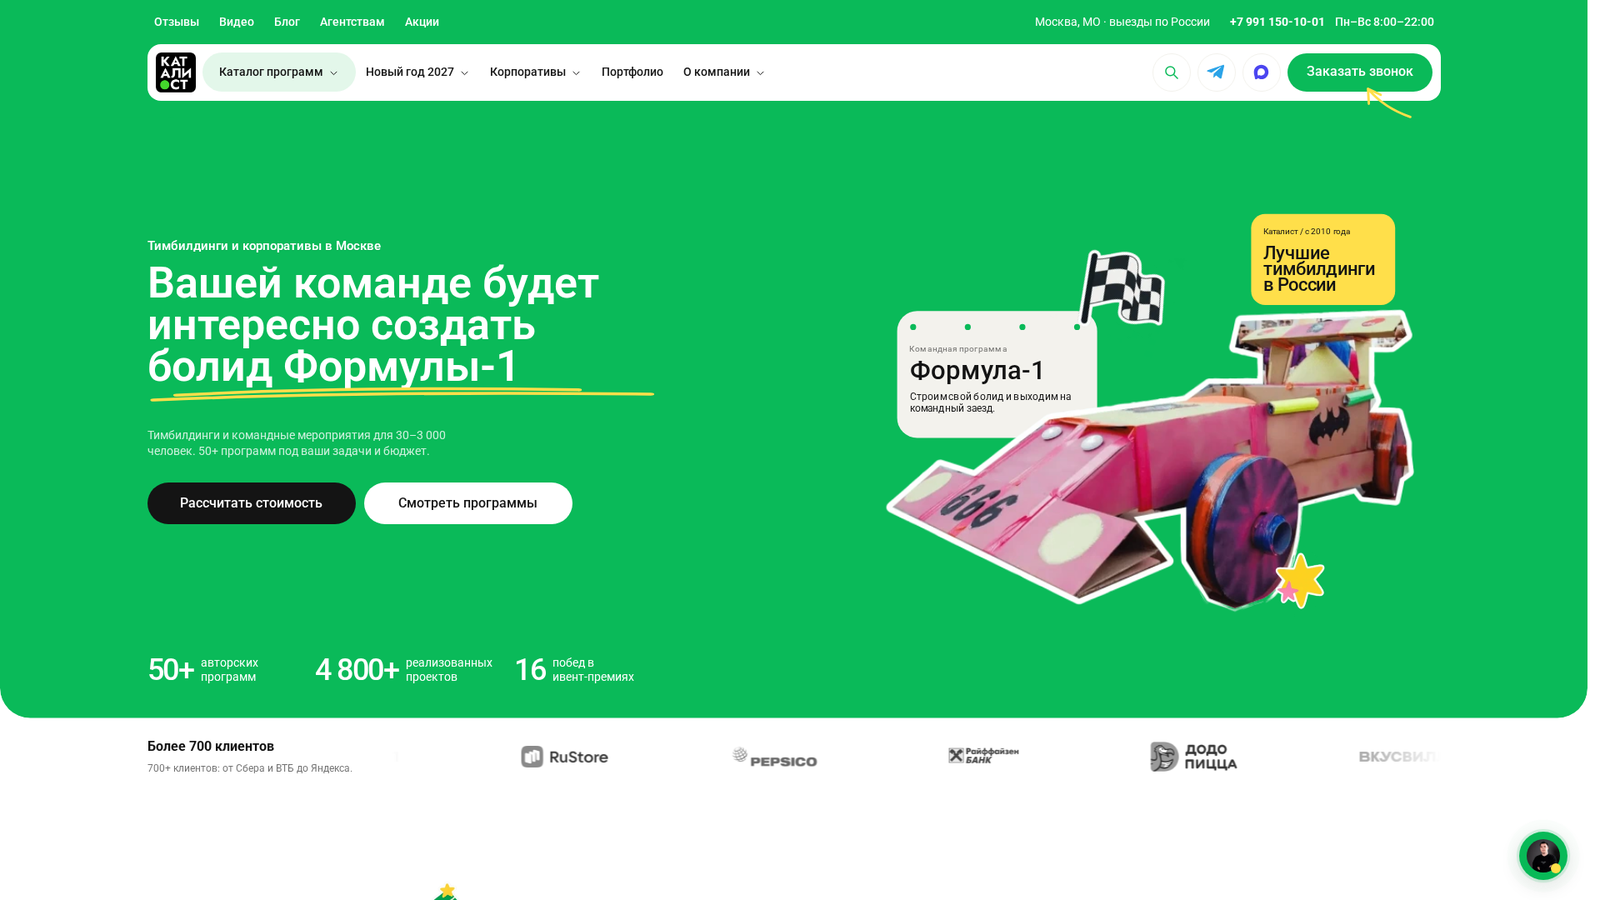 Отзывы Видео Блог Агентствам Акции
Москва, МО · выезды по России +7 991 150-10-01 Пн–Вс 8:00–22:00
КАТ
АЛИ
СТ
Каталог программ Новый год 2027 Корпоративы Портфолио О компании
Заказать звонок
Тимбилдинги и корпоративы в Москве
Вашей команде будет
интересно создать
болид Формулы-1
Тимбилдинги и командные мероприятия для 30–3 000
человек. 50+ программ под ваши задачи и бюджет.
Рассчитать стоимость Смотреть программы
Каталист / с 2010 года
Лучшие
тимбилдинги
в России
Командная программа
Формула-1
Строим свой болид и выходим на
командный заезд.
666
50+ авторских
программ
4 800+ реализованных
проектов
16 побед в
ивент-премиях
Более 700 клиентов
700+ клиентов: от Сбера и ВТБ до Яндекса.
RuStore
PEPSICO
Райффайзен
БАНК
ДОДО
ПИЦЦА
ВКУСВИЛ